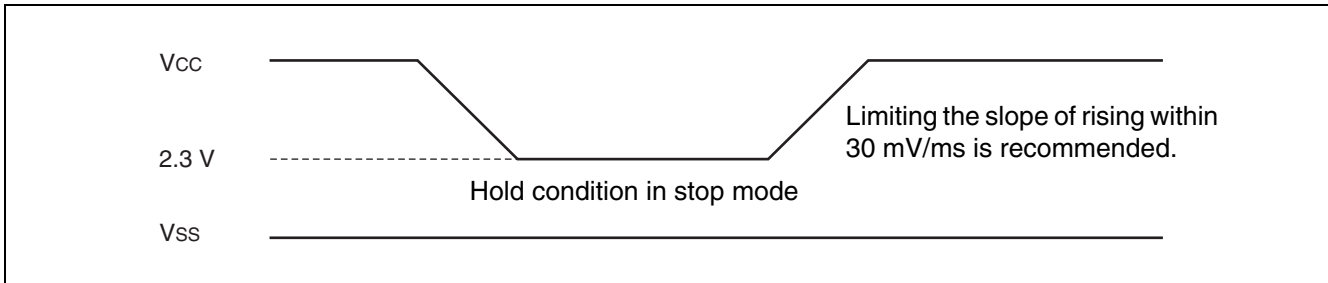 Vcc
Limiting the slope of rising within
30 mV/ms is recommended.
2.3 V
Hold condition in stop mode
Vss